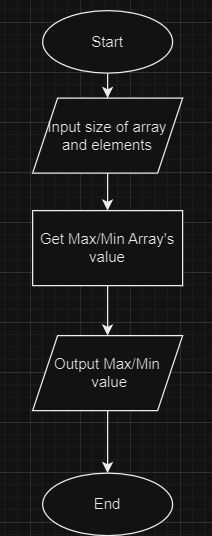 Start
Input size of array
and elements
Get Max/Min Array's
value
Output Max/Min
value
End